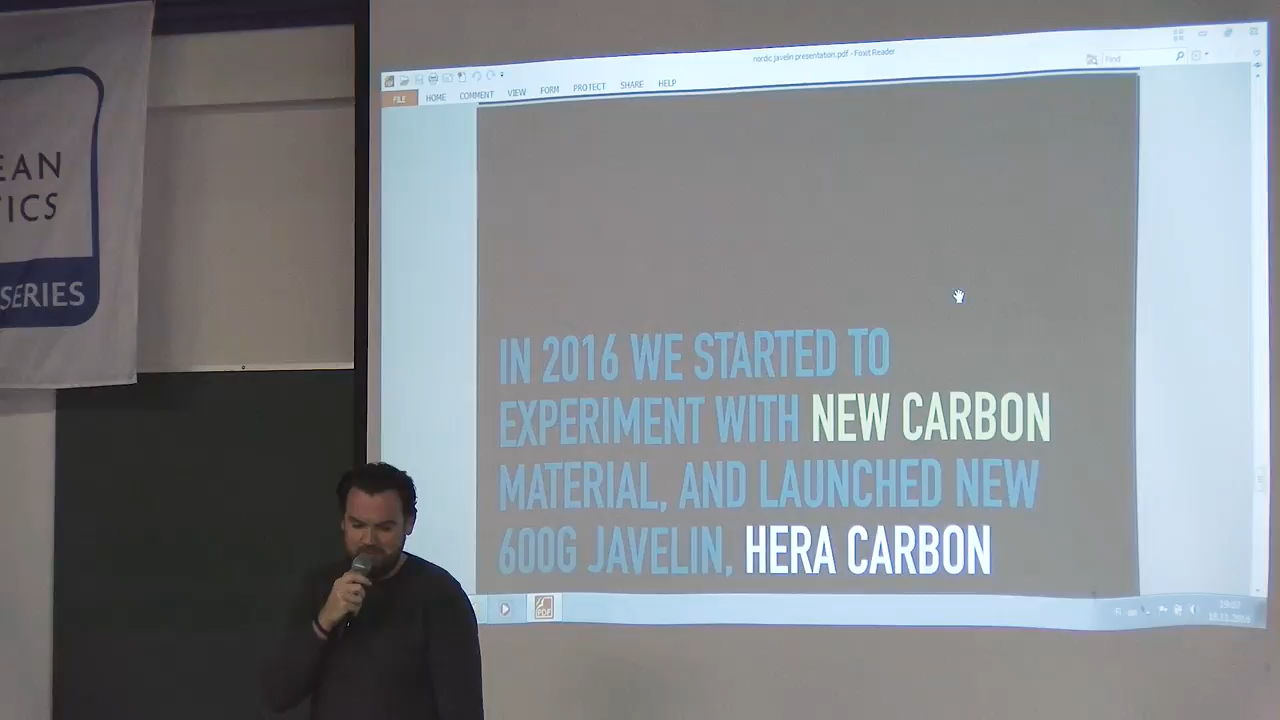 EAN
TICS
SERIES
nordic javelin presentation.pdf - Foxit Reader
Find
FILE HOME COMMENT VIEW FORM PROTECT SHARE HELP
IN 2016 WE STARTED TO
EXPERIMENT WITH NEW CARBON
MATERIAL, AND LAUNCHED NEW
600G JAVELIN, HERA CARBON
PDF